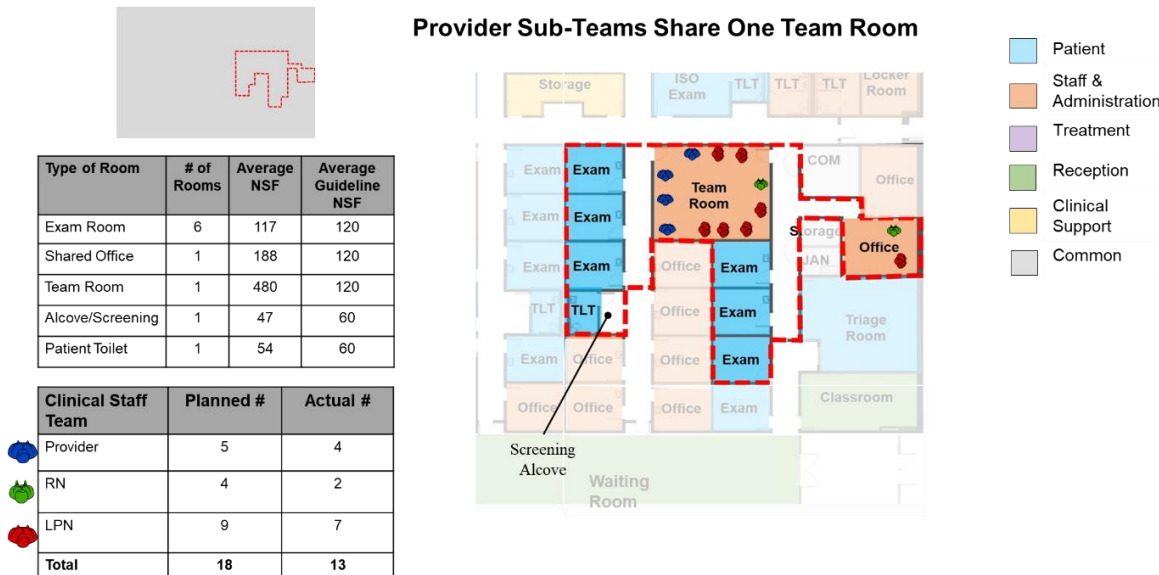 Provider Sub-Teams Share One Team Room
Type of Room # of Rooms Average NSF Average Guideline NSF
Exam Room 6 117 120
Shared Office 1 188 120
Team Room 1 480 120
Alcove/Screening 1 47 60
Patient Toilet 1 54 60
Clinical Staff Team Planned # Actual #
Provider 5 4
RN 4 2
LPN 9 7
Total 18 13
Storage
ISO Exam
TLT
TLT
TLT
Locker Room
Exam
Exam
Team Room
COM
Office
Exam
Exam
Storage
Office
Exam
Exam
Office
Exam
JAN
TLT
TLT
Office
Exam
Triage Room
Exam
Office
Office
Exam
Office
Office
Office
Exam
Classroom
Screening Alcove
Waiting Room
Patient
Staff & Administration
Treatment
Reception
Clinical Support
Common